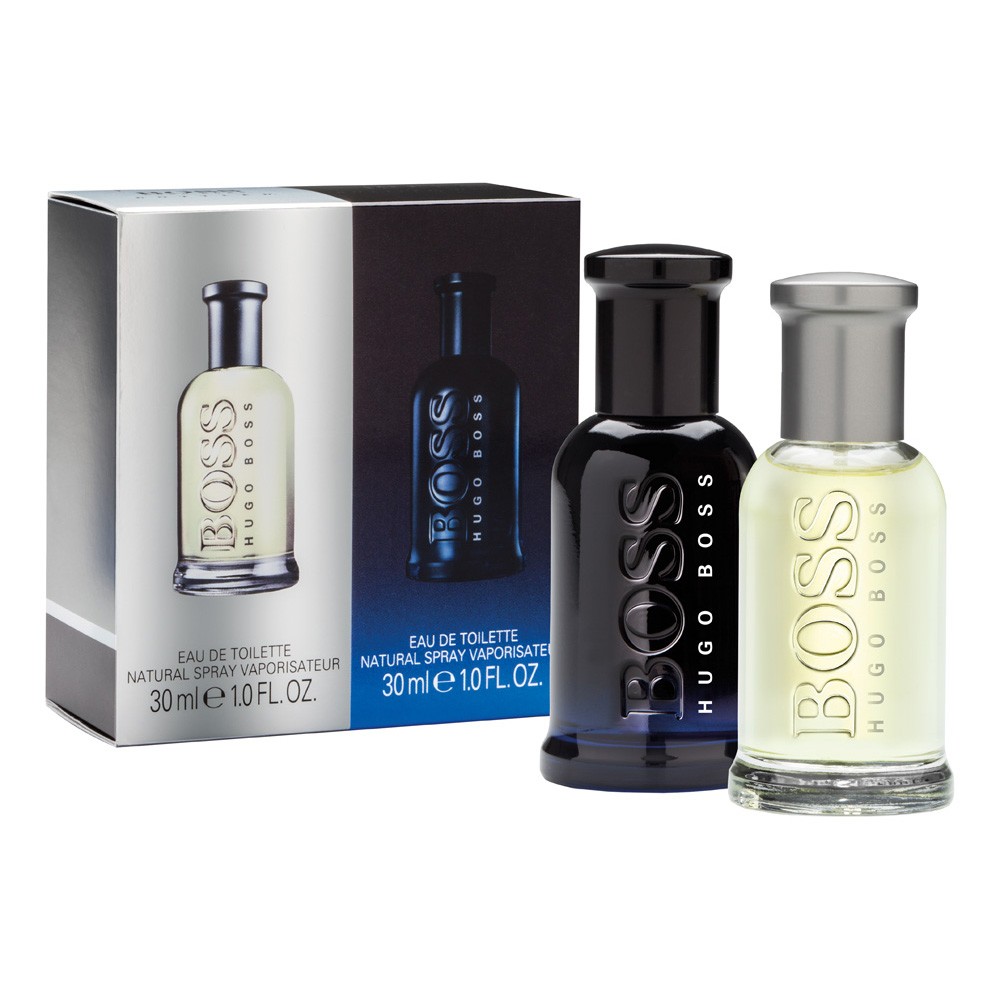 BOSS
HUGO BOSS
EAU DE TOILETTE
NATURAL SPRAY VAPORISATEUR
30 ml e 1.0 FL. OZ.
BOSS
HUGO BOSS
EAU DE TOILETTE
NATURAL SPRAY VAPORISATEU
30 ml e 1.0 FL. OZ.
BOSS
HUGO BOSS
BOSS
HUGO BOSS